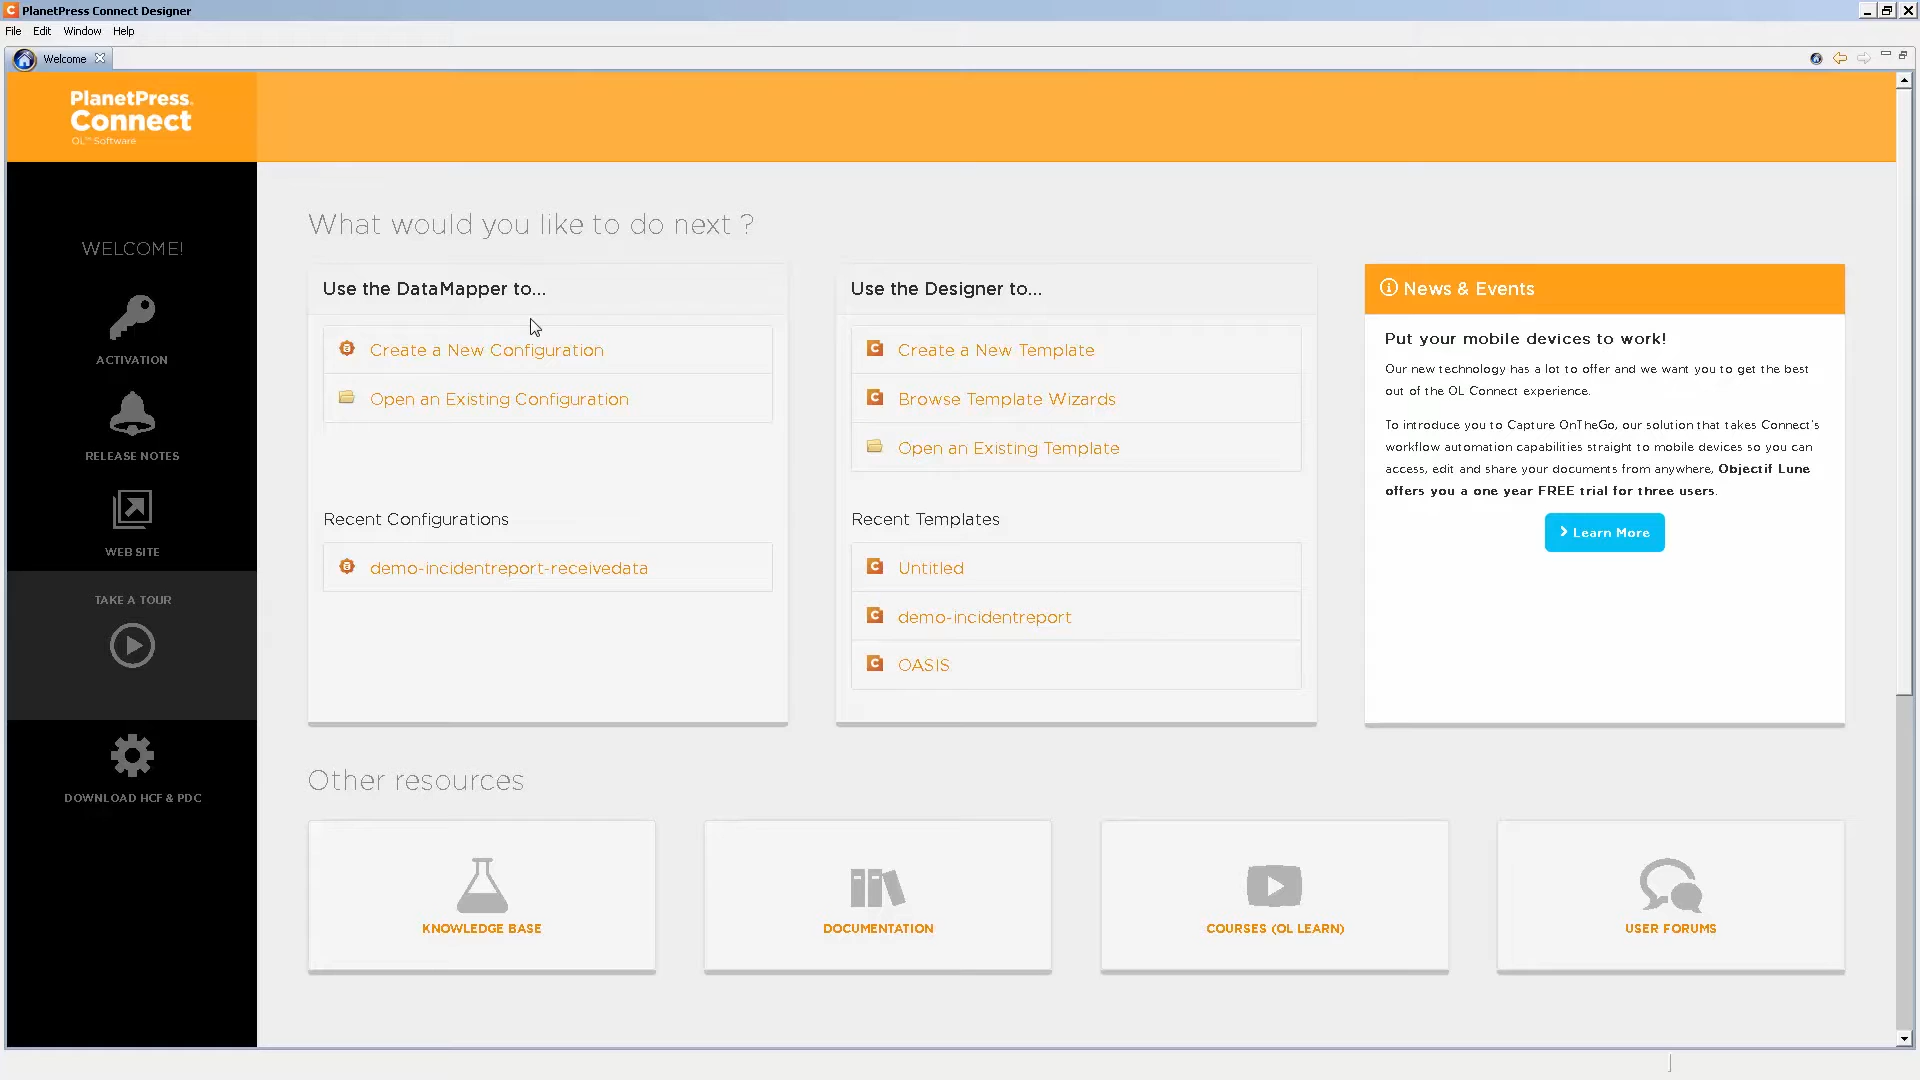 PlanetPress Connect Designer
File Edit Window Help
Welcome
PlanetPress
Connect
OL™ Software
WELCOME!
ACTIVATION
RELEASE NOTES
WEB SITE
TAKE A TOUR
DOWNLOAD HCF & PDC
What would you like to do next ?
Use the DataMapper to...
Create a New Configuration
Open an Existing Configuration
Recent Configurations
demo-incidentreport-receivedata
Use the Designer to...
Create a New Template
Browse Template Wizards
Open an Existing Template
Recent Templates
Untitled
demo-incidentreport
OASIS
News & Events
Put your mobile devices to work!
Our new technology has a lot to offer and we want you to get the best
out of the OL Connect experience.
To introduce you to Capture OnTheGo, our solution that takes Connect's
workflow automation capabilities straight to mobile devices so you can
access, edit and share your documents from anywhere, Objectif Lune
offers you a one year FREE trial for three users.
Learn More
Other resources
KNOWLEDGE BASE
DOCUMENTATION
COURSES (OL LEARN)
USER FORUMS